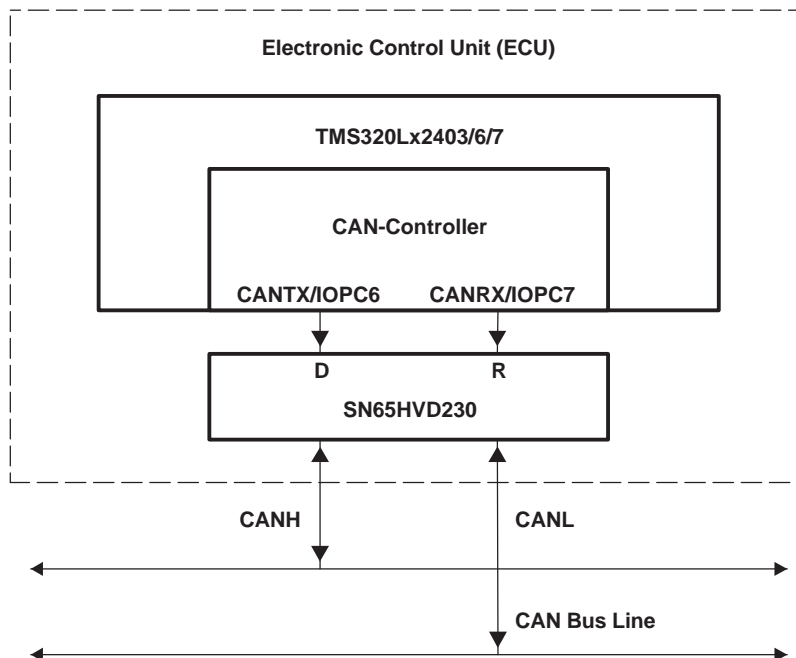 Electronic Control Unit (ECU)
TMS320Lx2403/6/7
CAN-Controller
CANTX/IOPC6 CANRX/IOPC7
D R
SN65HVD230
CANH CANL
CAN Bus Line